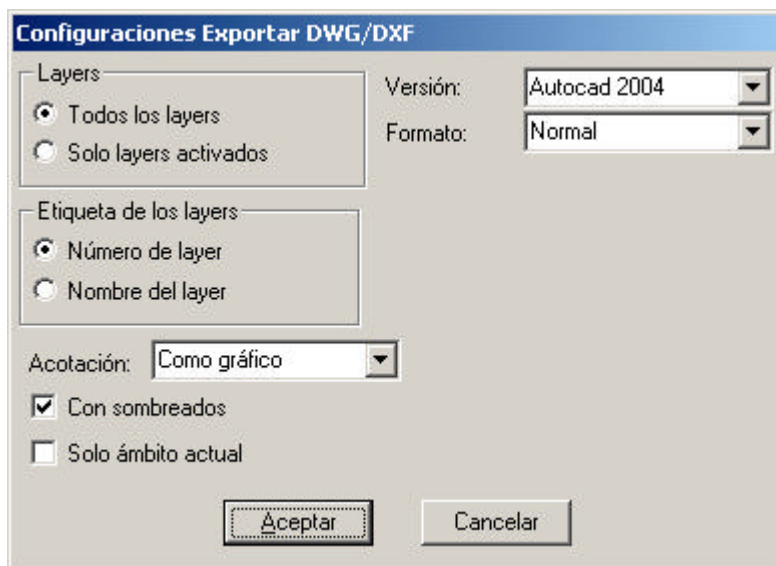 Configuraciones Exportar DWG/DXF
Layers
Todos los layers
Solo layers activados
Versión: Autocad 2004
Formato: Normal
Etiqueta de los layers
Número de layer
Nombre del layer
Acotación: Como gráfico
Con sombreados
Solo ámbito actual
Aceptar Cancelar